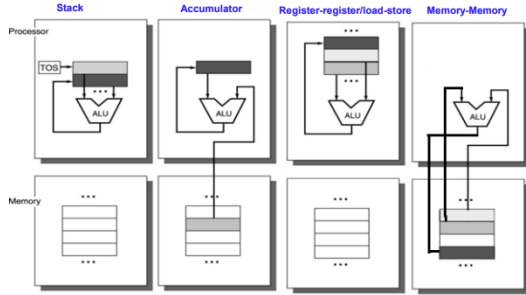 Stack Accumulator Register-register/load-store Memory-Memory
Processor
... ...
TOS
...
...
ALU ALU ALU ALU
Memory
... ... ... ...
... ... ... ...